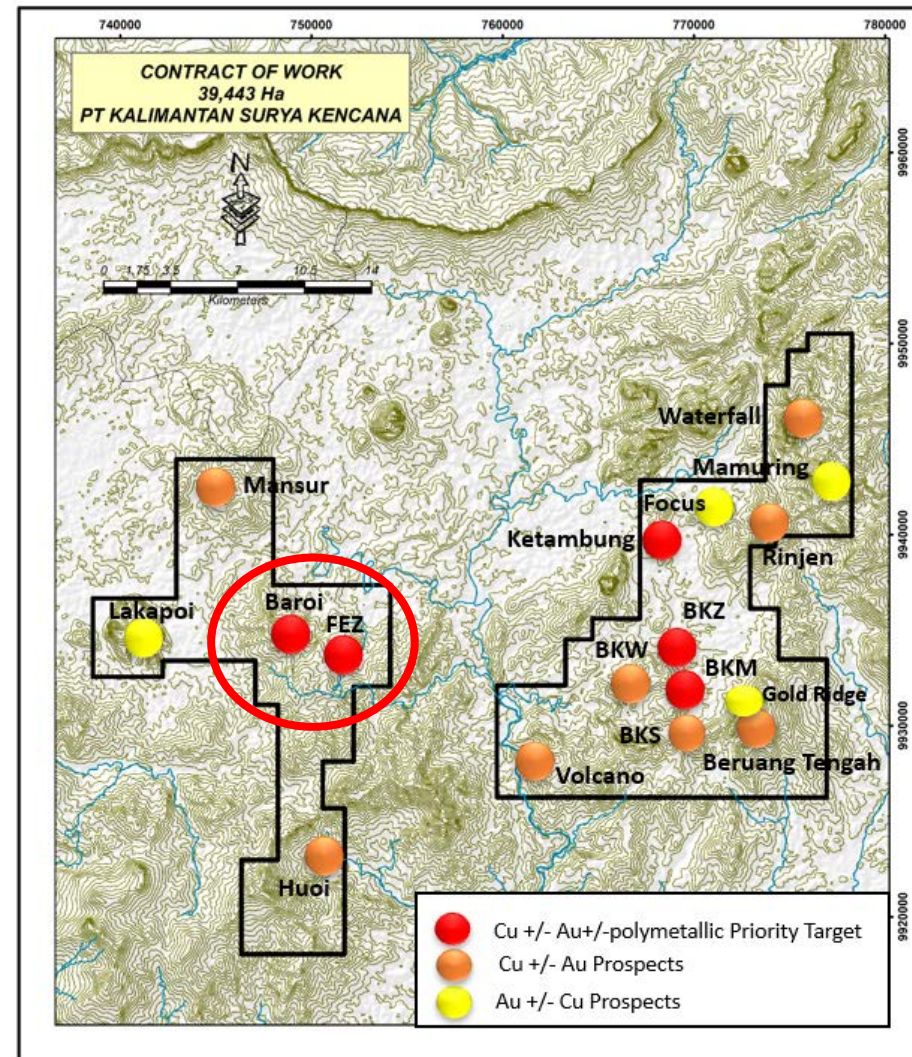 740000
750000
760000
770000
780000
CONTRACT OF WORK
39,443 Ha
PT KALIMANTAN SURYA KENCANA
9960000
N
0 1,75 3.5 7 10.5 14
Kilometers
9950000
Waterfall
Mamuring
Mansur
Focus
Ketambung
9940000
Rinjen
Lakapoi
Baroi
FEZ
BKZ
BKW
BKM
Gold Ridge
9930000
BKS
Beruang Tengah
Volcano
Huoi
9920000
Cu +/- Au+/-polymetallic Priority Target
Cu +/- Au Prospects
Au +/- Cu Prospects